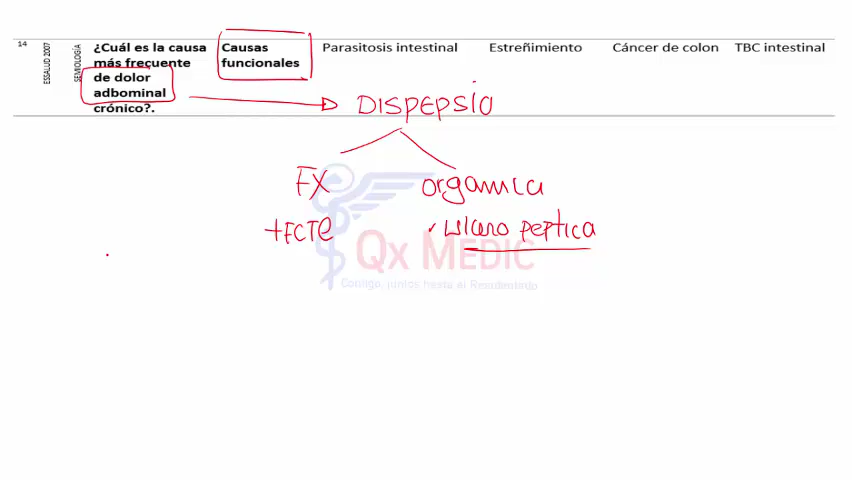 14
ESSALUD 2007
SEMIOLOGÍA
¿Cuál es la causa
más frecuente
de dolor
adbominal
crónico?.
Causas
funcionales
Parasitosis intestinal
Estreñimiento
Cáncer de colon
TBC intestinal
DISPEPSIA
FX
orgánica
+FCTE
• Ulcera peptica
QX MEDIC
Contigo, juntos hasta el Residentado